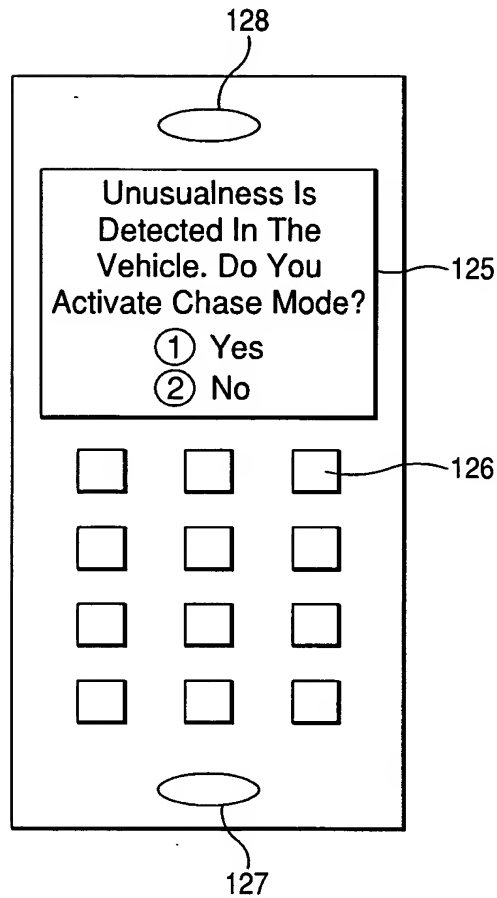 128
Unusualness Is
Detected In The
Vehicle. Do You
Activate Chase Mode?
① Yes
② No
125
126
127